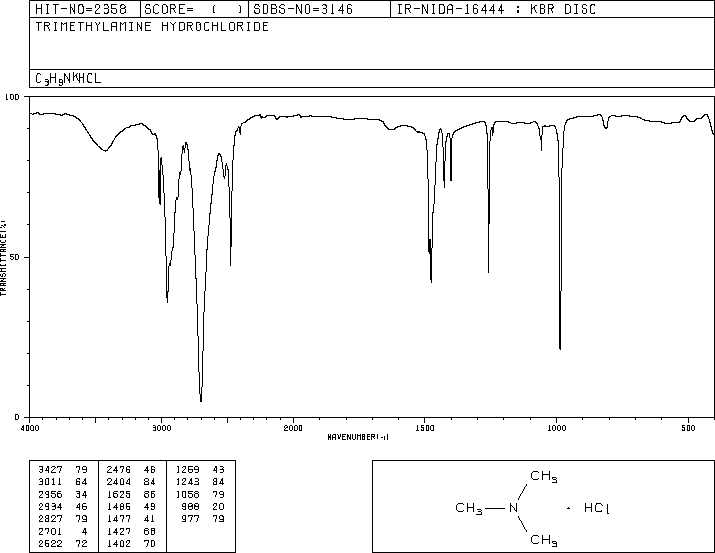 HIT-NO=2358 SCORE= ( ) SDBS-NO=3146 IR-NIDA-16444 : KBR DISC
TRIMETHYLAMINE HYDROCHLORIDE
C3H9N*HCL
100
50
0
TRANSMITTANCE(%)
4000 3000 2000 1500 1000 500
WAVENUMBER(-1)
3427 79 2476 46 1259 43
3011 64 2404 84 1243 84
2956 34 1625 86 1058 79
2934 46 1486 49 988 20
2827 79 1477 41 977 79
2701 4 1427 68
2522 72 1402 70
CH3
CH3 N · HCl
CH3